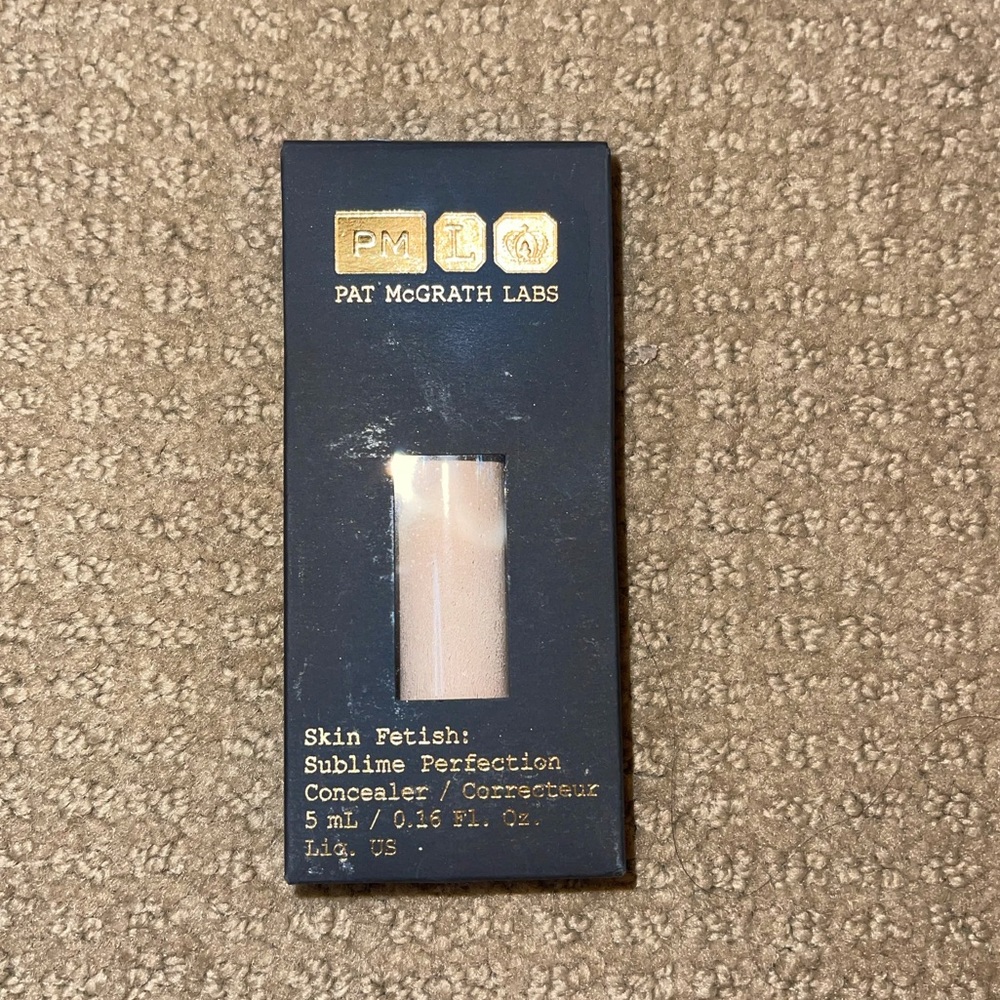 PM L
PAT McGRATH LABS
Skin Fetish:
Sublime Perfection
Concealer / Correcteur
5 mL / 0.16 Fl. Oz.
Liq. US